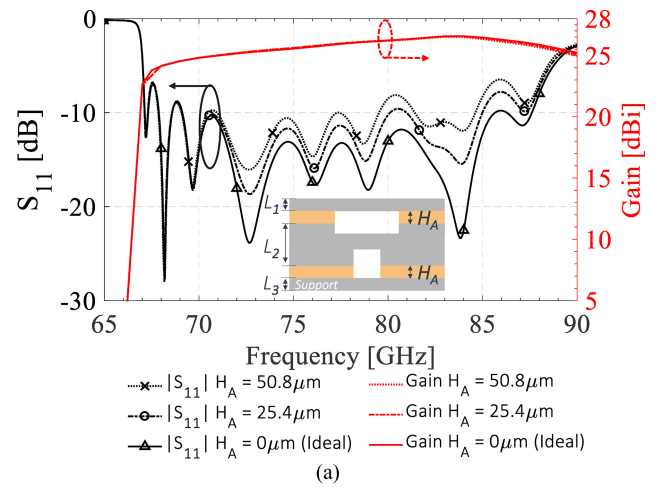 0
-10
-20
-30
S11 [dB]
28
25
20
15
10
5
Gain [dBi]
L1
HA
L2
HA
L3 Support
65 70 75 80 85 90
Frequency [GHz]
|S11| HA = 50.8μm Gain HA = 50.8μm
|S11| HA = 25.4μm Gain HA = 25.4μm
|S11| HA = 0μm (Ideal) Gain HA = 0μm (Ideal)
(a)